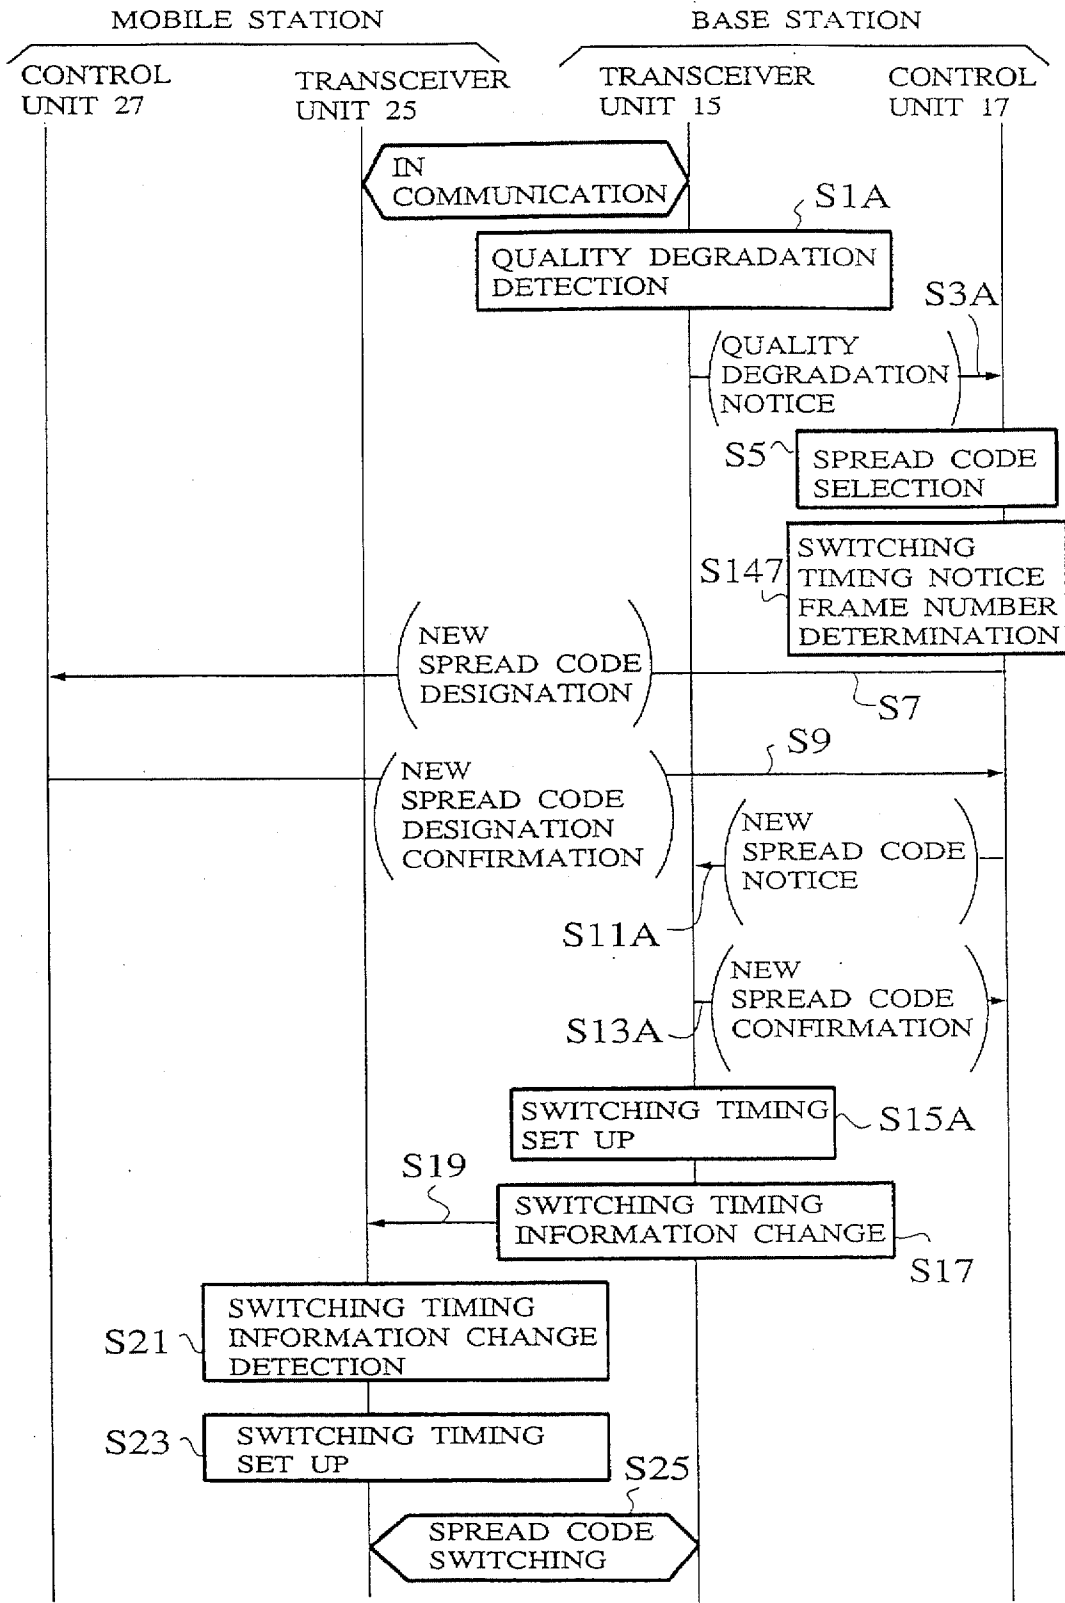 MOBILE STATION
BASE STATION
CONTROL
UNIT 27
TRANSCEIVER
UNIT 25
TRANSCEIVER
UNIT 15
CONTROL
UNIT 17
IN
COMMUNICATION
S1A
QUALITY DEGRADATION
DETECTION
S3A
QUALITY
DEGRADATION
NOTICE
S5
SPREAD CODE
SELECTION
S147
SWITCHING
TIMING NOTICE
FRAME NUMBER
DETERMINATION
NEW
SPREAD CODE
DESIGNATION
S7
S9
NEW
SPREAD CODE
DESIGNATION
CONFIRMATION
NEW
SPREAD CODE
NOTICE
S11A
NEW
SPREAD CODE
CONFIRMATION
S13A
SWITCHING TIMING
SET UP
S15A
S19
SWITCHING TIMING
INFORMATION CHANGE
S17
SWITCHING TIMING
INFORMATION CHANGE
DETECTION
S21
SWITCHING TIMING
SET UP
S23
S25
SPREAD CODE
SWITCHING